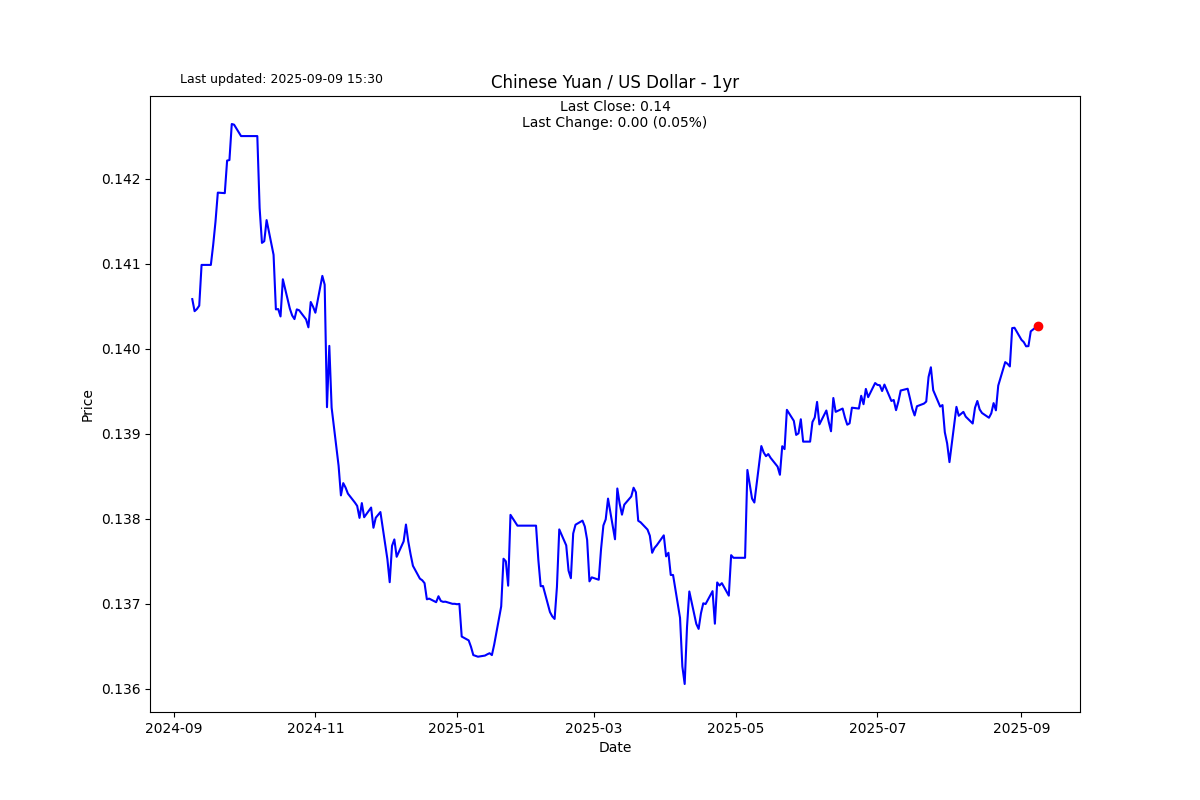 Last updated: 2025-09-09 15:30
Chinese Yuan / US Dollar - 1yr
Last Close: 0.14
Last Change: 0.00 (0.05%)
0.142
0.141
0.140
0.139
0.138
0.137
0.136
Price
2024-09 2024-11 2025-01 2025-03 2025-05 2025-07 2025-09
Date